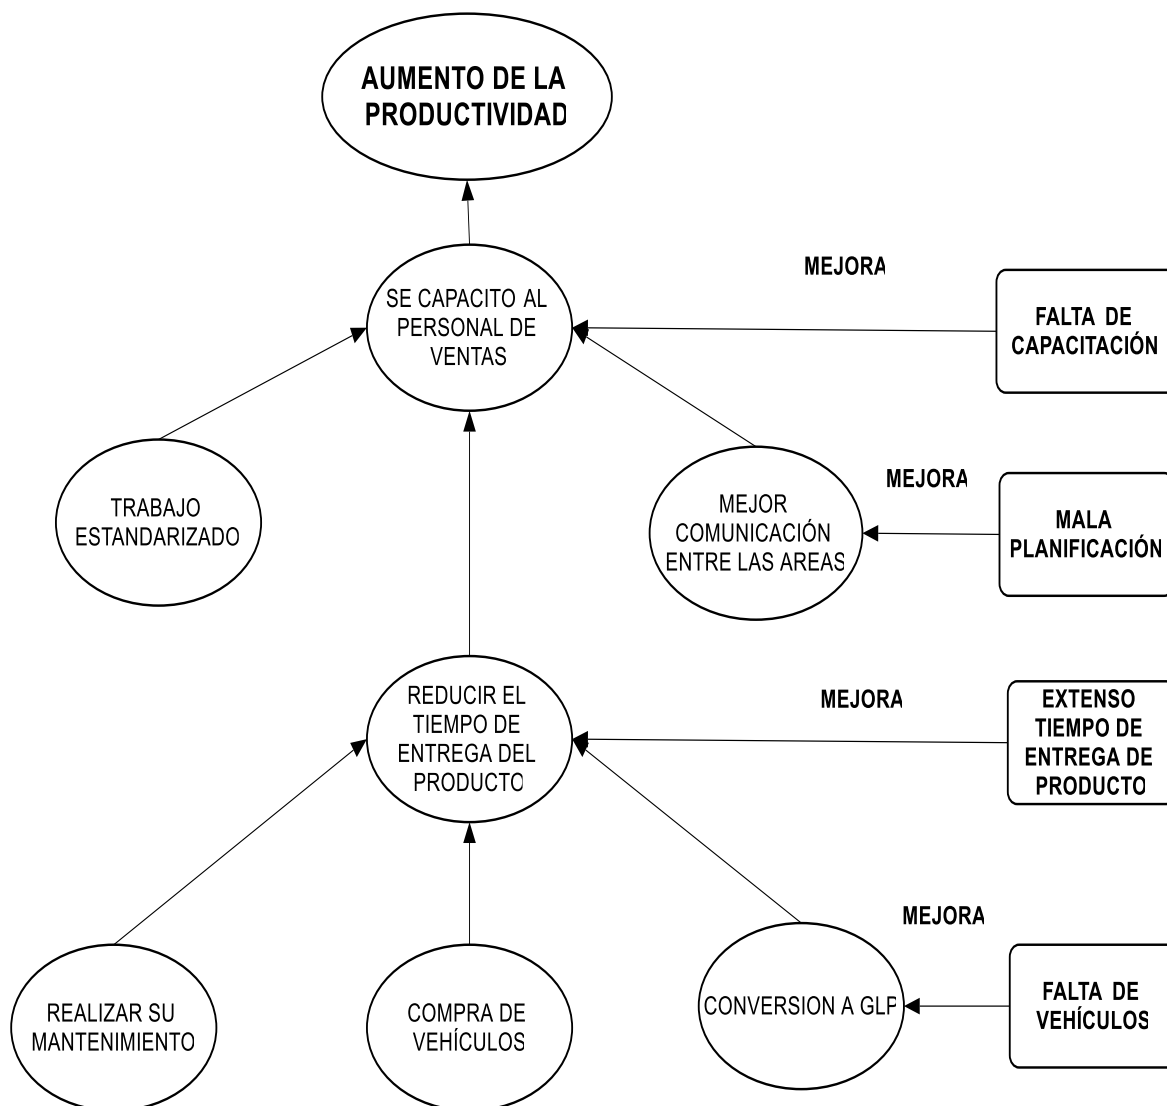 AUMENTO DE LA
PRODUCTIVIDAD
SE CAPACITO AL
PERSONAL DE
VENTAS
MEJORA
FALTA DE
CAPACITACIÓN
TRABAJO
ESTANDARIZADO
MEJOR
COMUNICACIÓN
ENTRE LAS AREAS
MEJORA
MALA
PLANIFICACIÓN
REDUCIR EL
TIEMPO DE
ENTREGA DEL
PRODUCTO
MEJORA
EXTENSO
TIEMPO DE
ENTREGA DE
PRODUCTO
REALIZAR SU
MANTENIMIENTO
COMPRA DE
VEHÍCULOS
CONVERSION A GLP
MEJORA
FALTA DE
VEHÍCULOS